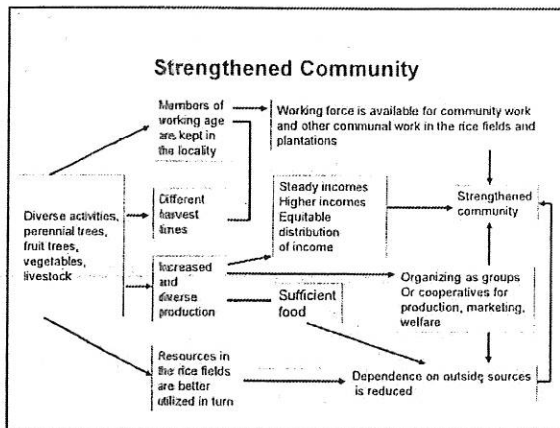 Strengthened Community
Members of
working age
are kept in
the locality
Working force is available for community work
and other communal work in the rice fields and
plantations
Diverse activities,
perennial trees,
fruit trees,
vegetables,
livestock
Different
harvest
times
Steady incomes
Higher incomes
Equitable
distribution
of income
Strengthened
community
Increased
and
diverse
production
Sufficient
food
Organizing as groups
Or cooperatives for
production, marketing,
welfare
Resources in
the rice fields
are better
utilized in turn
Dependence on outside sources
is reduced